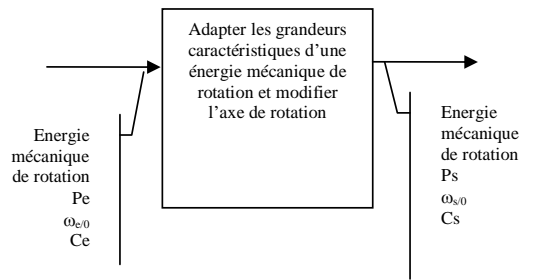 Adapter les grandeurs
caractéristiques d’une
énergie mécanique de
rotation et modifier
l’axe de rotation
Energie
mécanique
de rotation
Pe
ωe/0
Ce
Energie
mécanique
de rotation
Ps
ωs/0
Cs